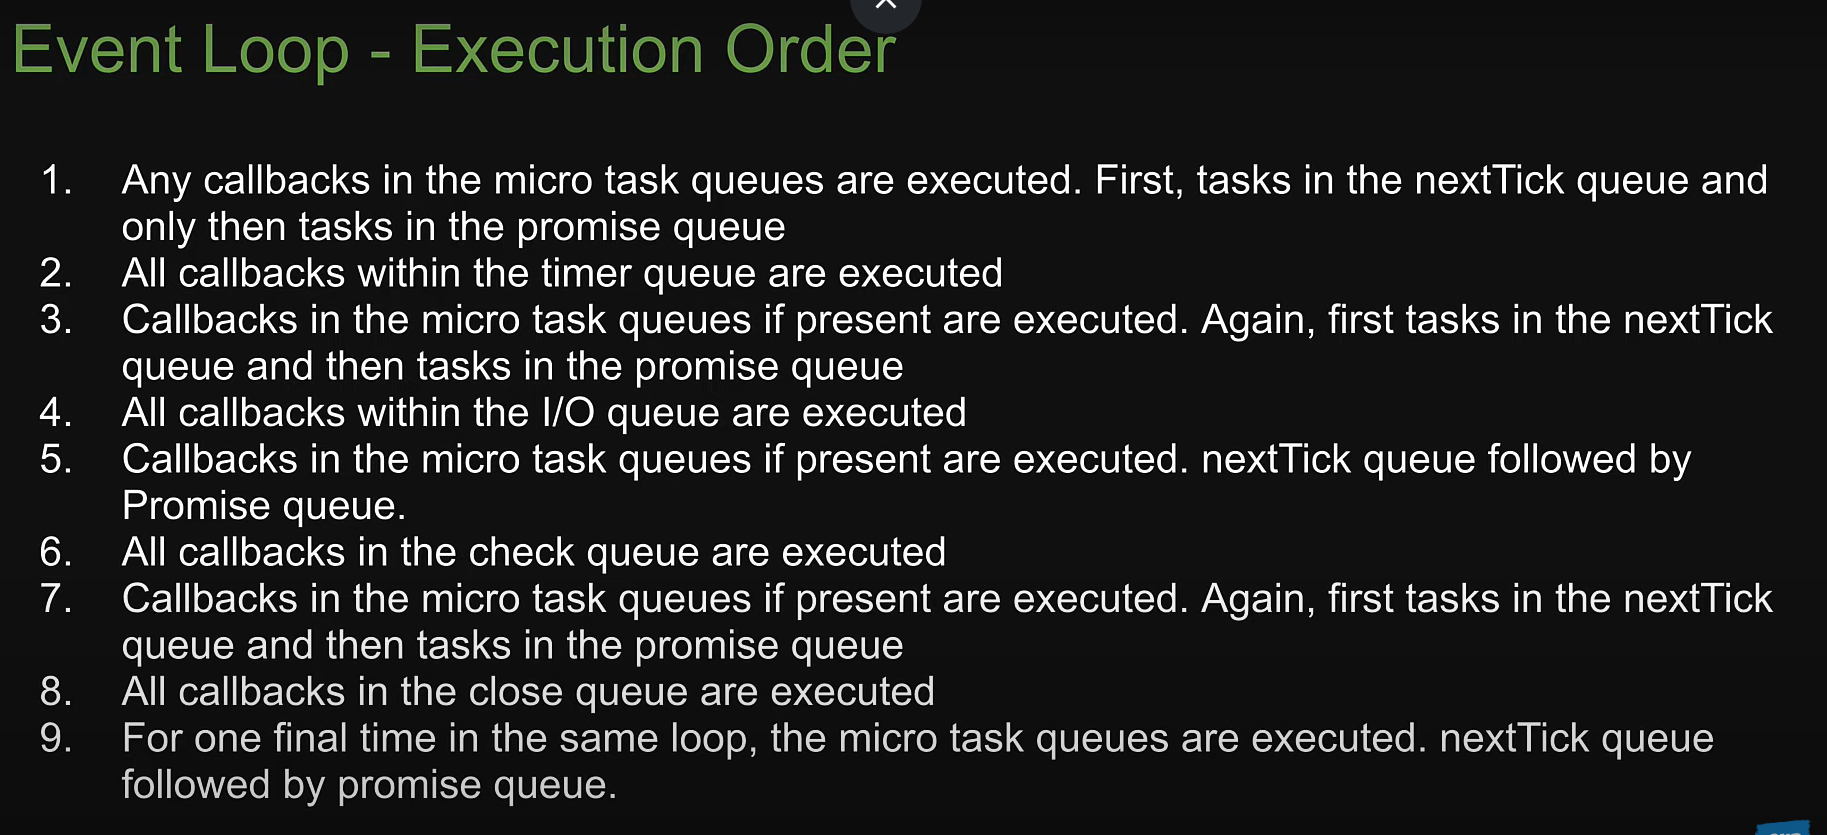 Event Loop - Execution Order
1. Any callbacks in the micro task queues are executed. First, tasks in the nextTick queue and
only then tasks in the promise queue
2. All callbacks within the timer queue are executed
3. Callbacks in the micro task queues if present are executed. Again, first tasks in the nextTick
queue and then tasks in the promise queue
4. All callbacks within the I/O queue are executed
5. Callbacks in the micro task queues if present are executed. nextTick queue followed by
Promise queue.
6. All callbacks in the check queue are executed
7. Callbacks in the micro task queues if present are executed. Again, first tasks in the nextTick
queue and then tasks in the promise queue
8. All callbacks in the close queue are executed
9. For one final time in the same loop, the micro task queues are executed. nextTick queue
followed by promise queue.